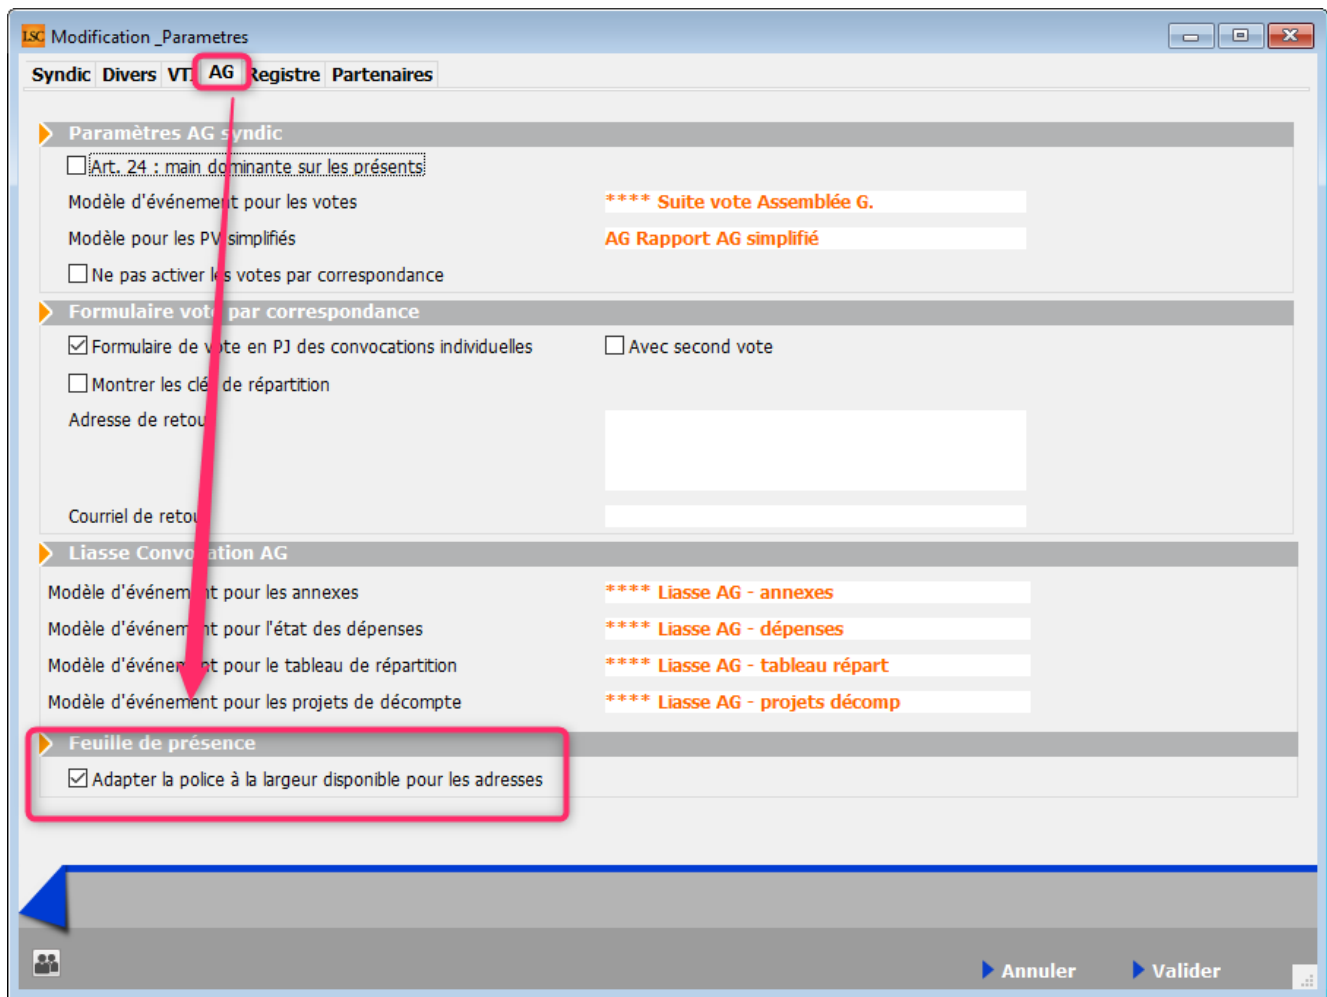 LSC Modification _Parametres
Syndic Divers AG Registre Partenaires
Paramètres AG syndic
Art. 24 : main dominante sur les présents
Modèle d'événement pour les votes **** Suite vote Assemblée G.
Modèle pour les PV simplifiés AG Rapport AG simplifié
Ne pas activer les votes par correspondance
Formulaire vote par correspondance
Formulaire de vote en PJ des convocations individuelles Avec second vote
Montrer les clés de répartition
Adresse de retour
Courriel de retour
Liasse Convocation AG
Modèle d'événement pour les annexes **** Liasse AG - annexes
Modèle d'événement pour l'état des dépenses **** Liasse AG - dépenses
Modèle d'événement pour le tableau de répartition **** Liasse AG - tableau répart
Modèle d'événement pour les projets de décompte **** Liasse AG - projets décomp
Feuille de présence
Adapter la police à la largeur disponible pour les adresses
Annuler Valider